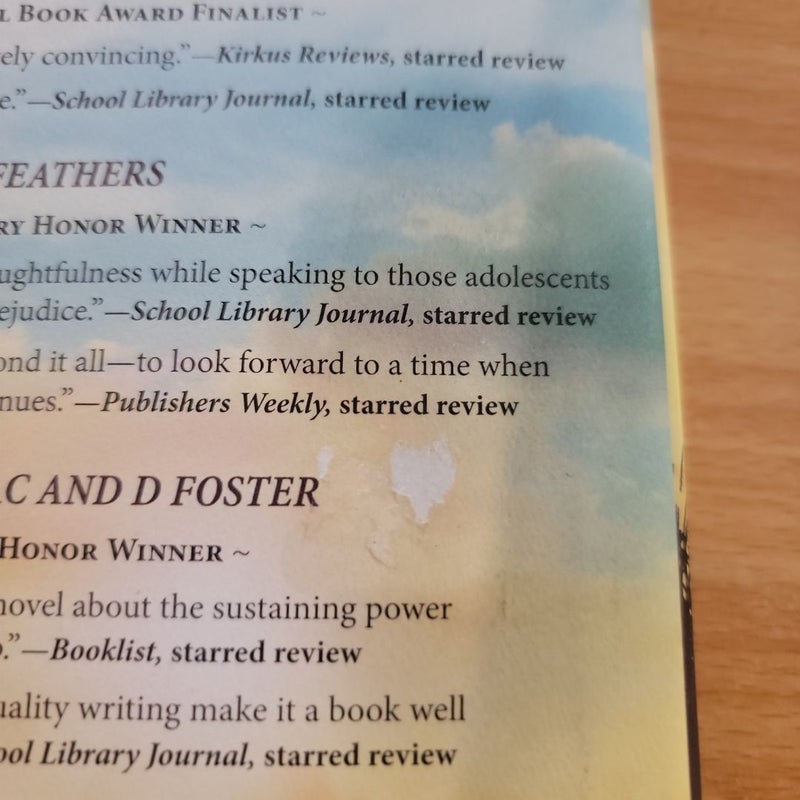 L BOOK AWARD FINALIST ~
ely convincing.”—Kirkus Reviews, starred review
e.”—School Library Journal, starred review
FEATHERS
RY HONOR WINNER ~
ughtfulness while speaking to those adolescents
ejudice.”—School Library Journal, starred review
ond it all—to look forward to a time when
nues.”—Publishers Weekly, starred review
C AND D FOSTER
HONOR WINNER ~
novel about the sustaining power
.”—Booklist, starred review
uality writing make it a book well
ool Library Journal, starred review